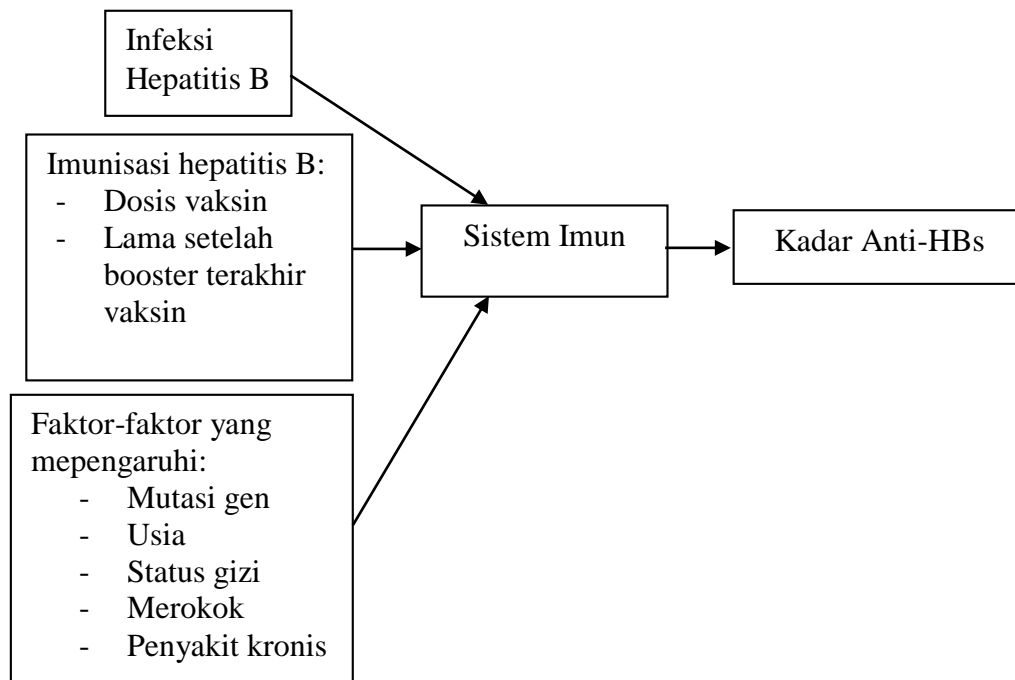 Infeksi
Hepatitis B
Imunisasi hepatitis B:
- Dosis vaksin
- Lama setelah
booster terakhir
vaksin
Sistem Imun
Kadar Anti-HBs
Faktor-faktor yang
mepengaruhi:
- Mutasi gen
- Usia
- Status gizi
- Merokok
- Penyakit kronis